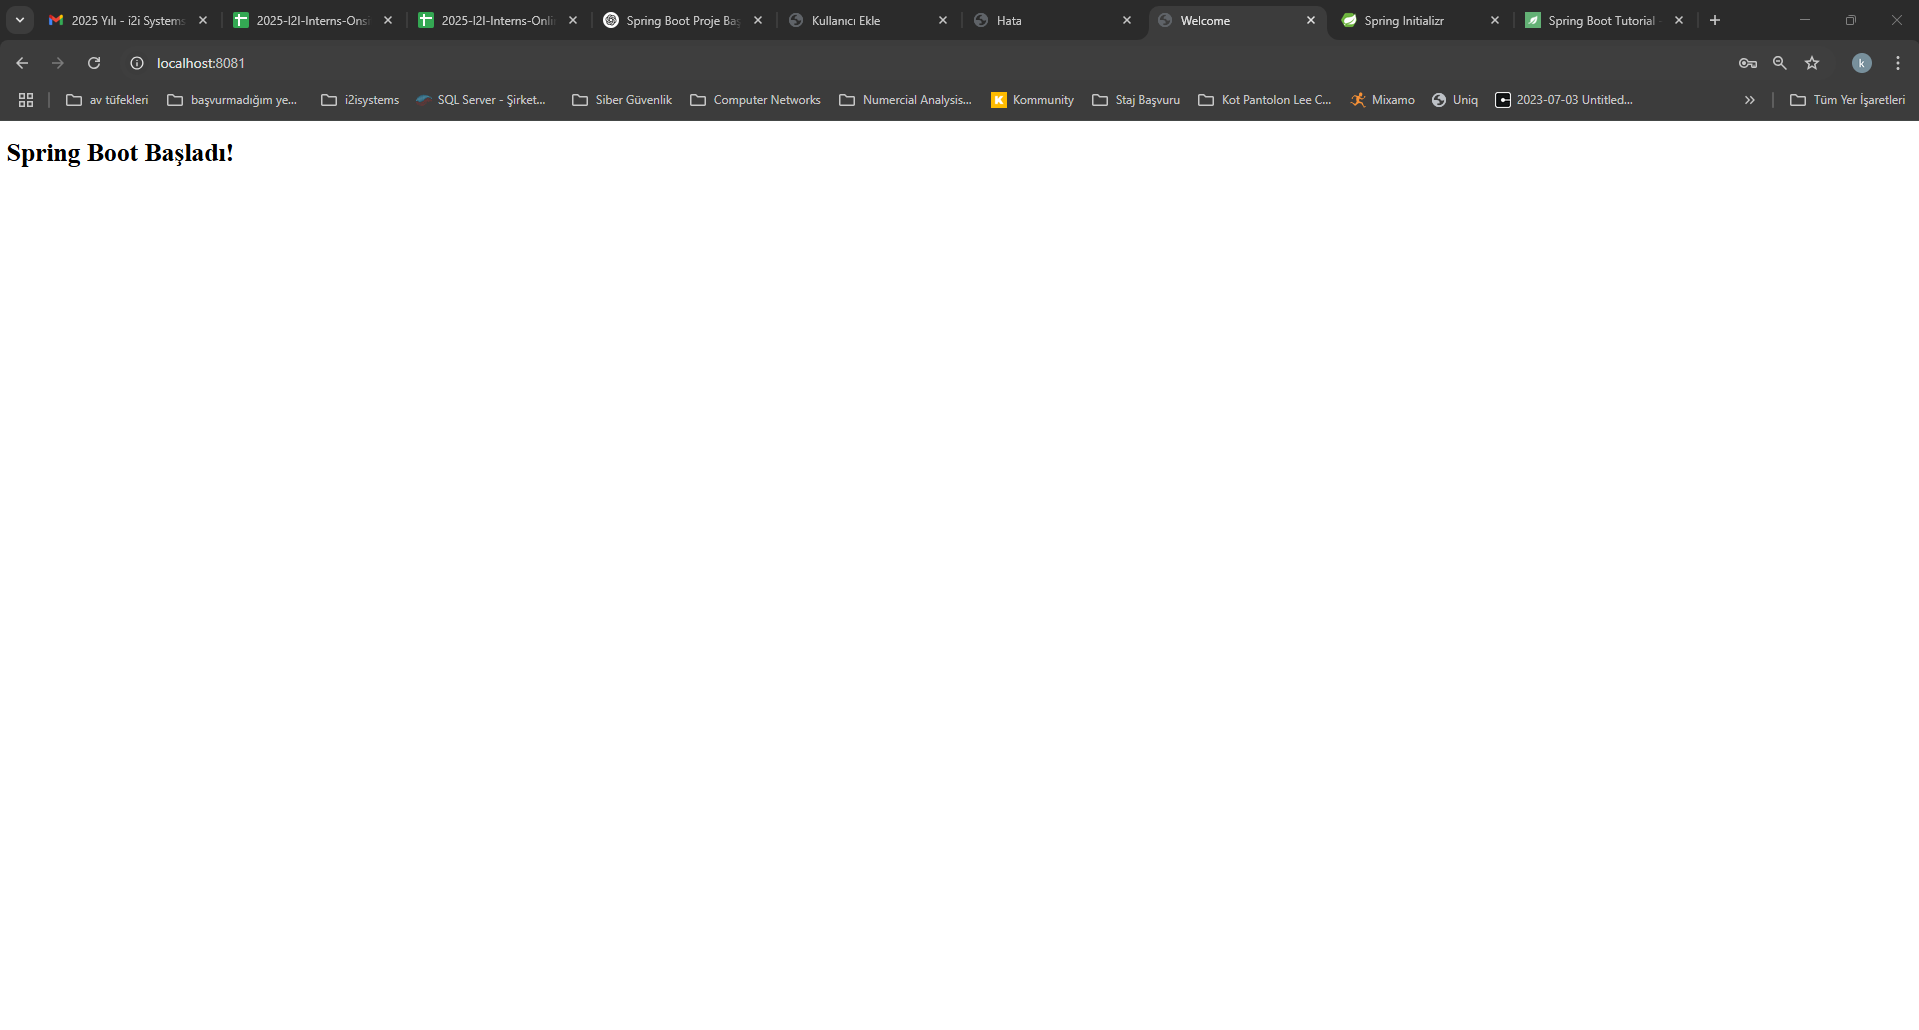 2025 Yılı - i2i Systems
2025-I2I-Interns-Onsi
2025-I2I-Interns-Onli
Spring Boot Proje Baş
Kullanıcı Ekle
Hata
Welcome
Spring Initializr
Spring Boot Tutorial -
localhost:8081
k
av tüfekleri
başvurmadığım ye...
i2isystems
SQL Server - Şirket...
Siber Güvenlik
Computer Networks
Numercial Analysis...
K Kommunity
Staj Başvuru
Kot Pantolon Lee C...
Mixamo
Uniq
2023-07-03 Untitled...
Tüm Yer İşaretleri
Spring Boot Başladı!